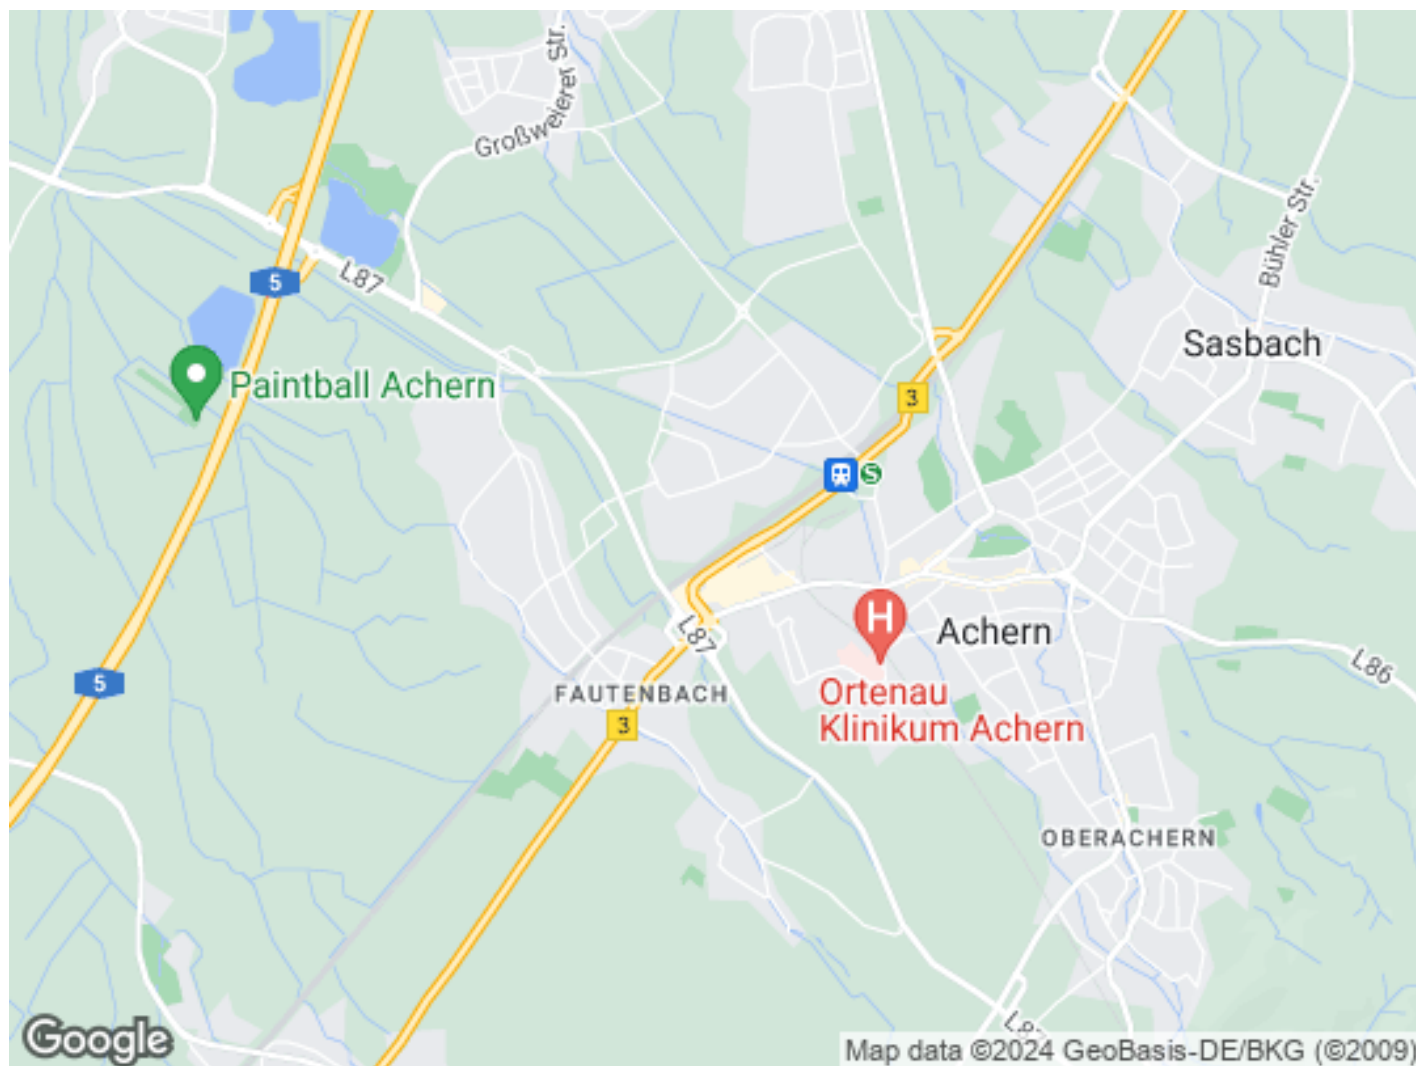 Großweierer Str.
Bühler Str.
5
L87
Sasbach
Paintball Achern
3
S
H
L87
Achern
L86
5
FAUTENBACH
Ortenau
Klinikum Achern
3
OBERACHERN
Google
Map data ©2024 GeoBasis-DE/BKG (©2009)